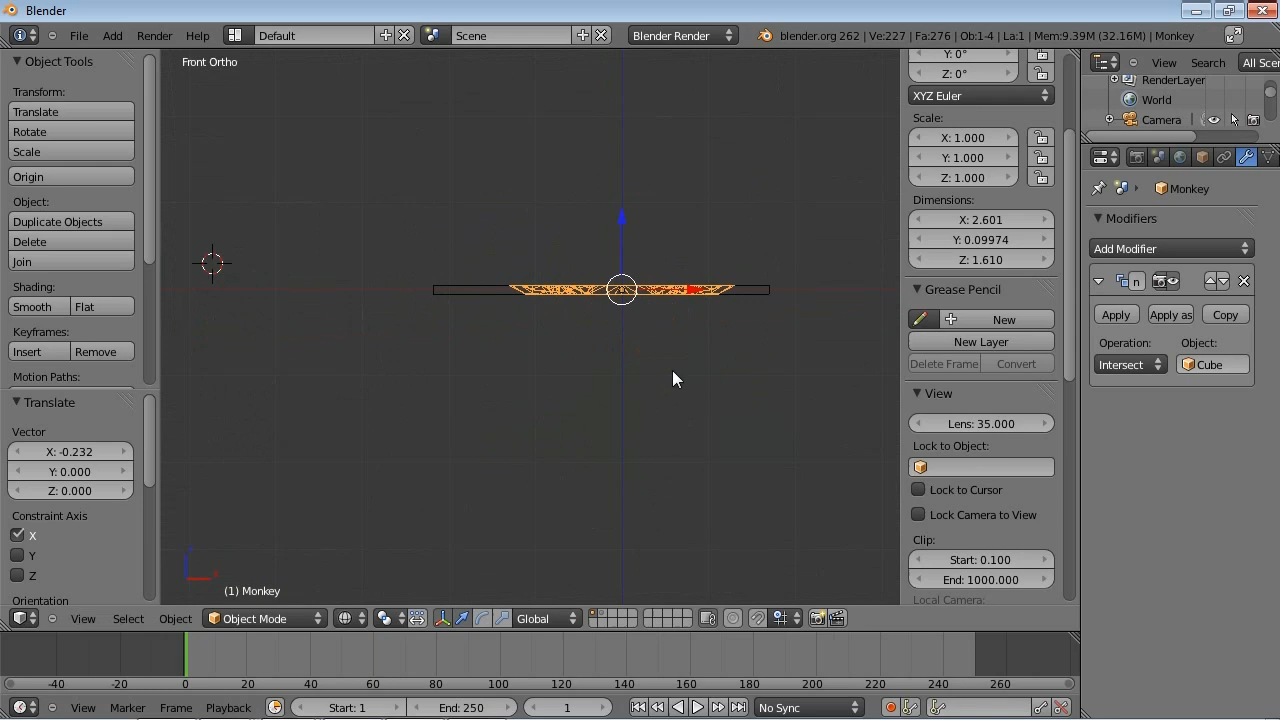 Blender
File Add Render Help Default Scene Blender Render blender.org 262 | Ve:227 | Fa:276 | Ob:1-4 | La:1 | Mem:9.39M (32.16M) | Monkey
Object Tools
Transform:
Translate
Rotate
Scale
Origin
Object:
Duplicate Objects
Delete
Join
Shading:
Smooth Flat
Keyframes:
Insert Remove
Motion Paths:
Translate
Vector
X: -0.232
Y: 0.000
Z: 0.000
Constraint Axis
X
Y
Z
Orientation
Front Ortho
(1) Monkey
Y: 0°
Z: 0°
XYZ Euler
Scale:
X: 1.000
Y: 1.000
Z: 1.000
Dimensions:
X: 2.601
Y: 0.09974
Z: 1.610
Grease Pencil
New
New Layer
Delete Frame Convert
View
Lens: 35.000
Lock to Object:
Lock to Cursor
Lock Camera to View
Clip:
Start: 0.100
End: 1000.000
Local Camera:
View Search All Scen
RenderLayer
World
Camera
Monkey
Modifiers
Add Modifier
n
Apply Apply as Copy
Operation: Object:
Intersect Cube
View Select Object Object Mode Global
-40 -20 0 20 40 60 80 100 120 140 160 180 200 220 240 260
View Marker Frame Playback Start: 1 End: 250 1 No Sync